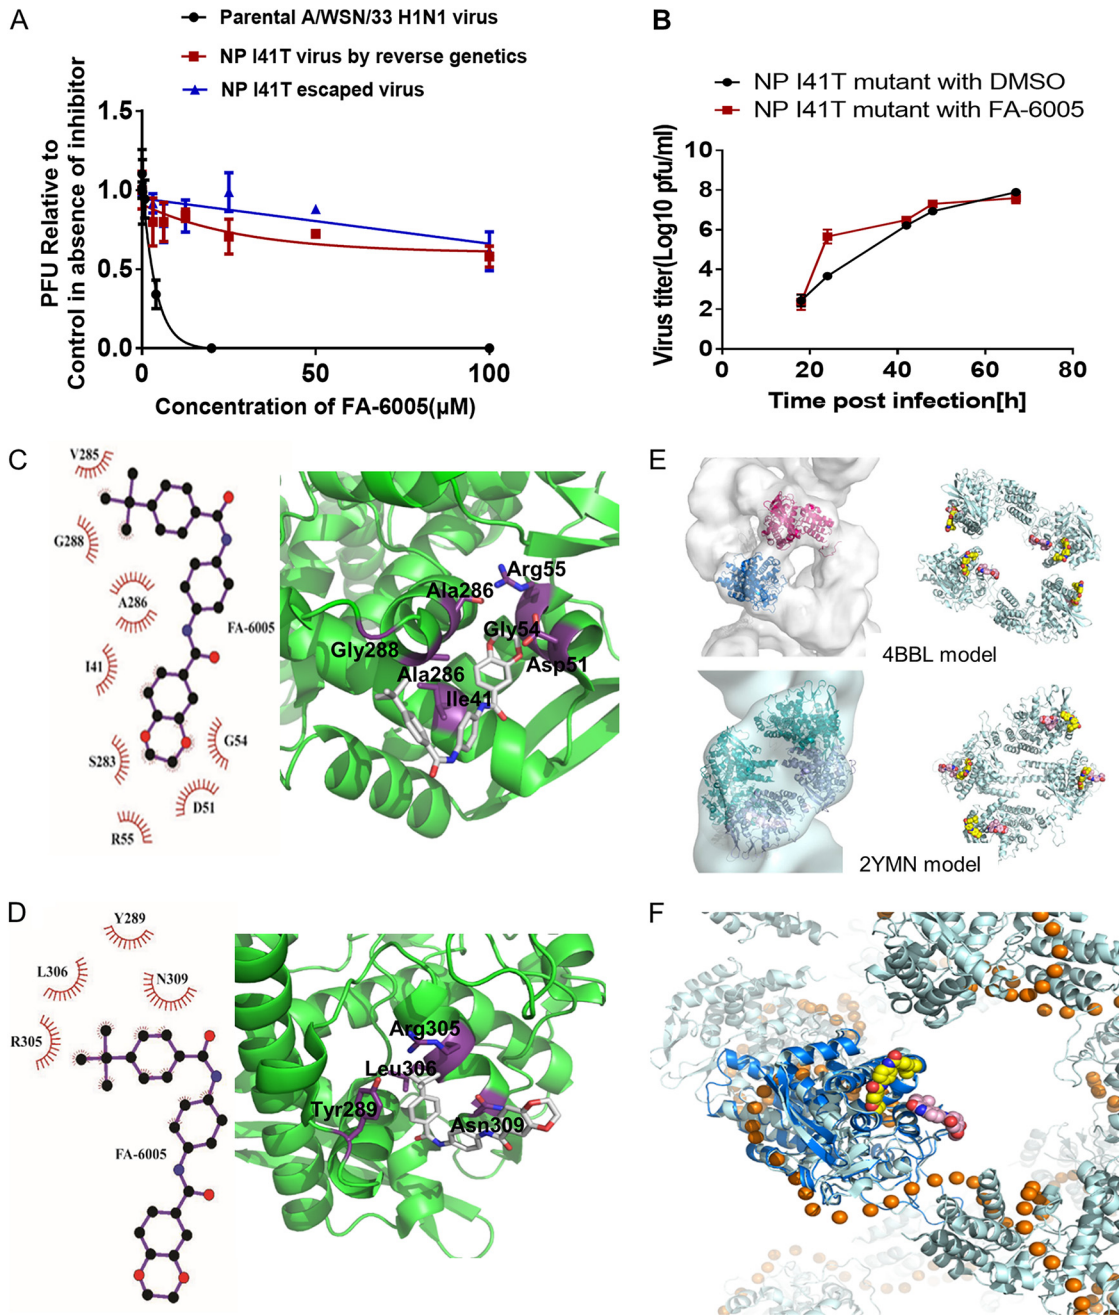 A
Parental A/WSN/33 H1N1 virus
NP I41T virus by reverse genetics
NP I41T escaped virus
PFU Relative to
Control in absence of inhibitor
1.5
1.0
0.5
0.0
0
50
100
Concentration of FA-6005(µM)
B
NP I41T mutant with DMSO
NP I41T mutant with FA-6005
Virus titer(Log10 pfu/ml)
10
8
6
4
2
0
0
20
40
60
80
Time post infection[h]
C
V285
G288
A286
FA-6005
I41
S283
G54
D51
R55
Arg55
Ala286
Gly54
Gly288
Asp51
Ala286
Ile41
E
4BBL model
2YMN model
D
Y289
L306
N309
R305
FA-6005
Arg305
Leu306
Tyr289
Asn309
F